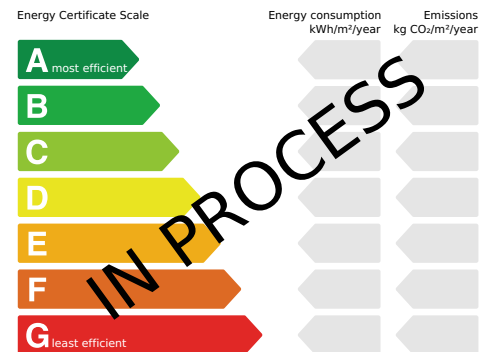 Energy Certificate Scale
Energy consumption
kWh/m²/year
Emissions
kg CO₂/m²/year
A most efficient
B
C
D
E
F
G least efficient
IN PROCESS